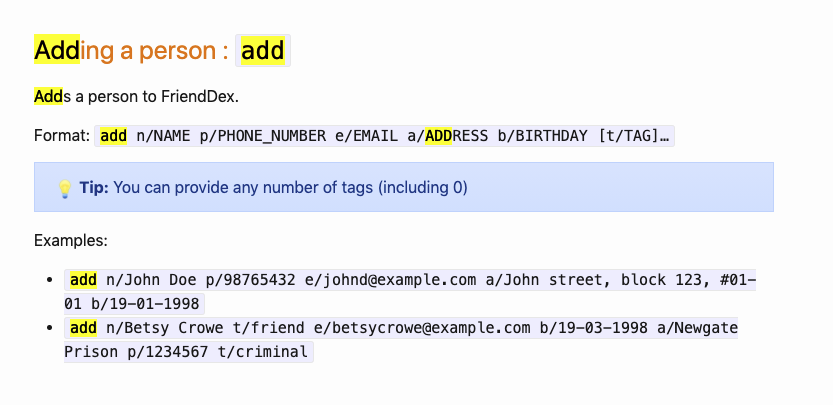 Adding a person : add
Adds a person to FriendDex.
Format: add n/NAME p/PHONE_NUMBER e/EMAIL a/ADDRESS b/BIRTHDAY [t/TAG]…
💡 Tip: You can provide any number of tags (including 0)
Examples:
• add n/John Doe p/98765432 e/johnd@example.com a/John street, block 123, #01-
01 b/19-01-1998
• add n/Betsy Crowe t/friend e/betsycrowe@example.com b/19-03-1998 a/Newgate
Prison p/1234567 t/criminal